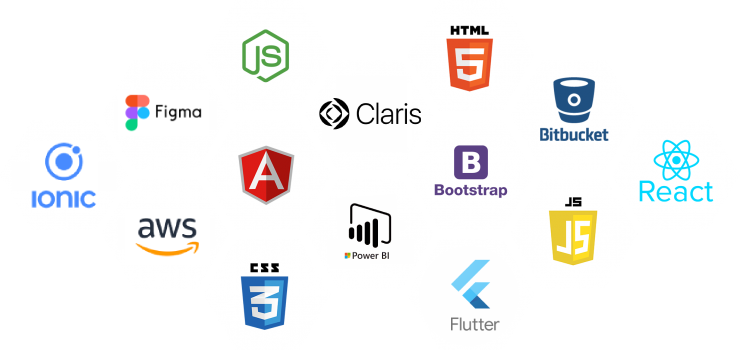 JS
HTML
5
Figma
Claris
Bitbucket
IONIC
A
B
Bootstrap
React
aws
JS
JS
Power BI
CSS
3
Flutter